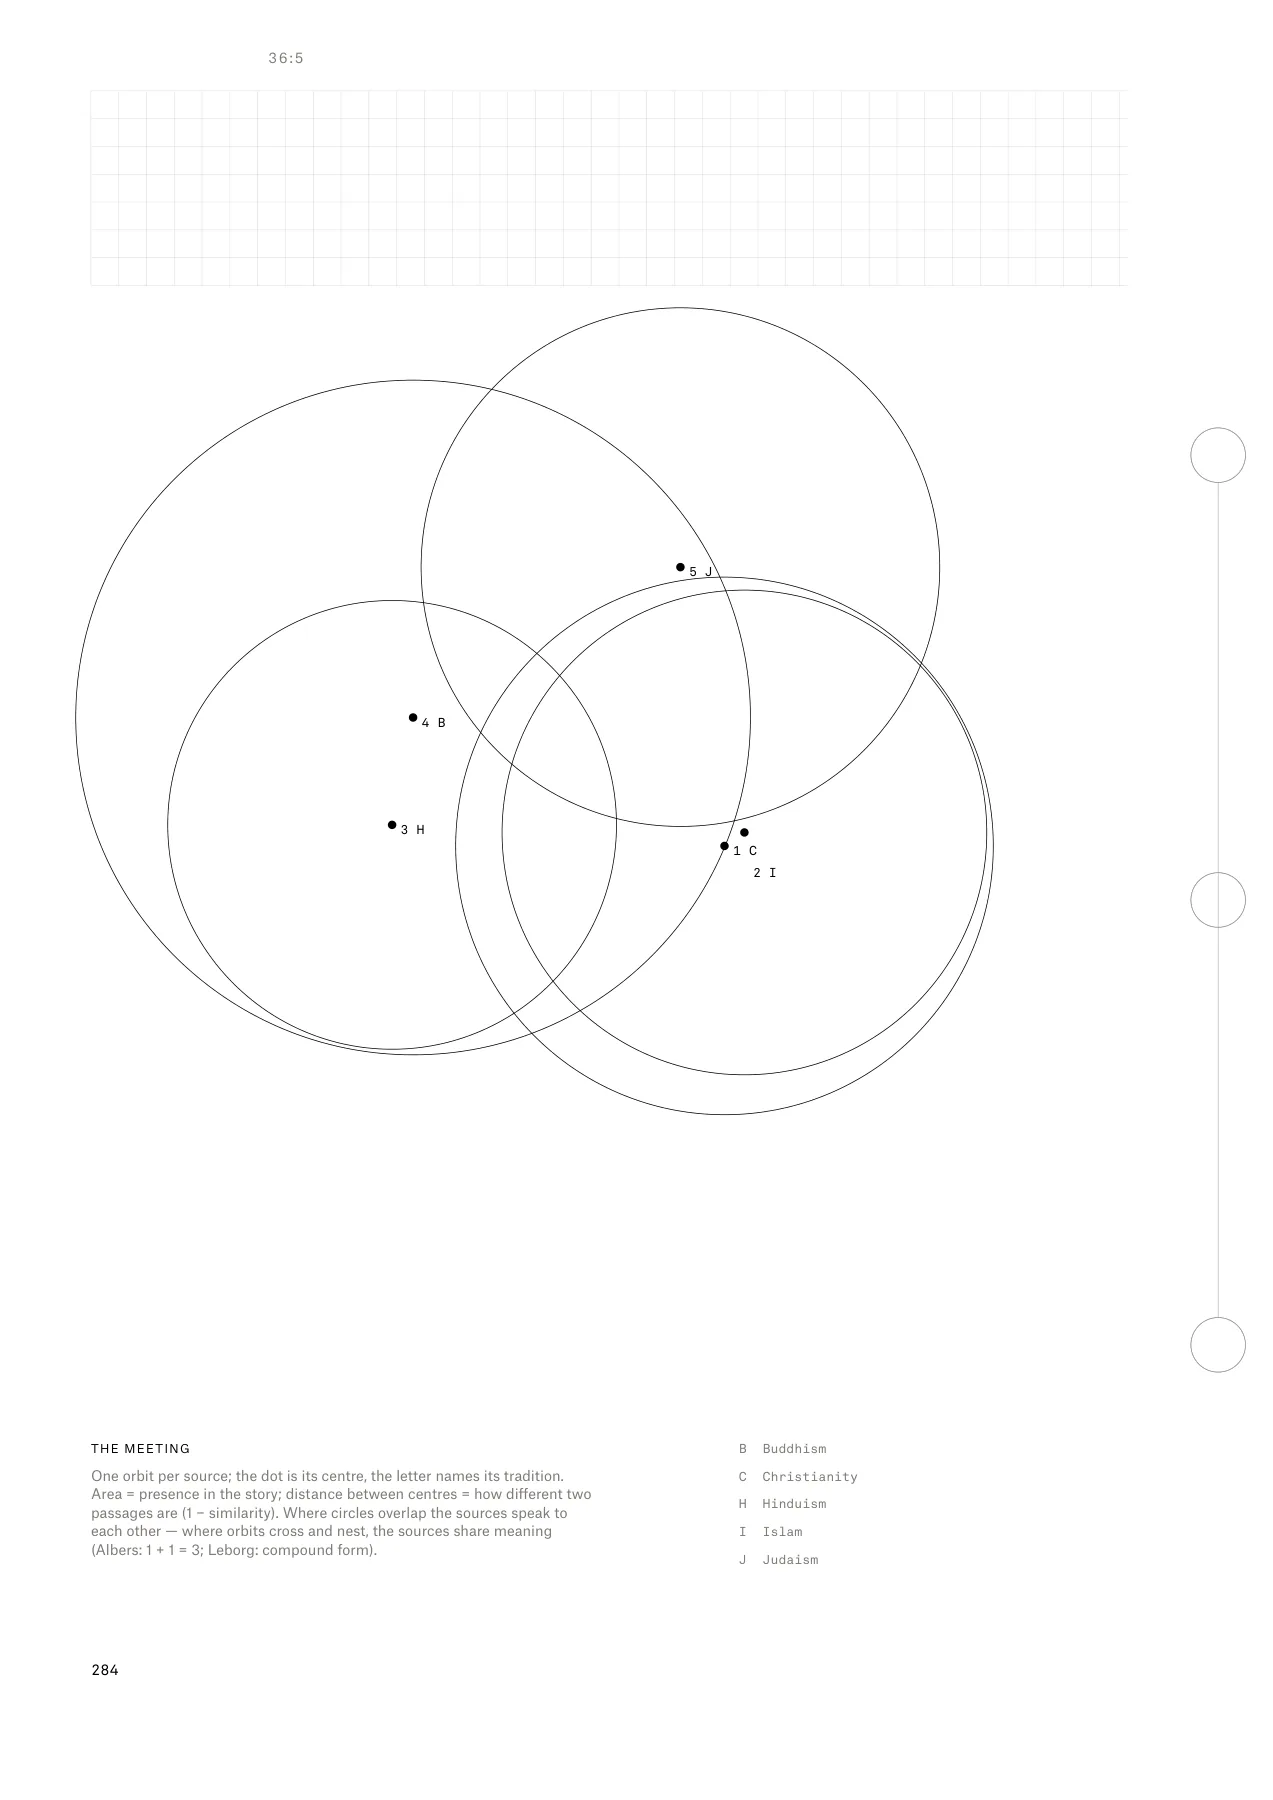 36:5
5 J
4 B
3 H
1 C
2 I
THE MEETING
One orbit per source; the dot is its centre, the letter names its tradition.
Area = presence in the story; distance between centres = how different two
passages are (1 − similarity). Where circles overlap the sources speak to
each other — where orbits cross and nest, the sources share meaning
(Albers: 1 + 1 = 3; Leborg: compound form).
B Buddhism
C Christianity
H Hinduism
I Islam
J Judaism
284